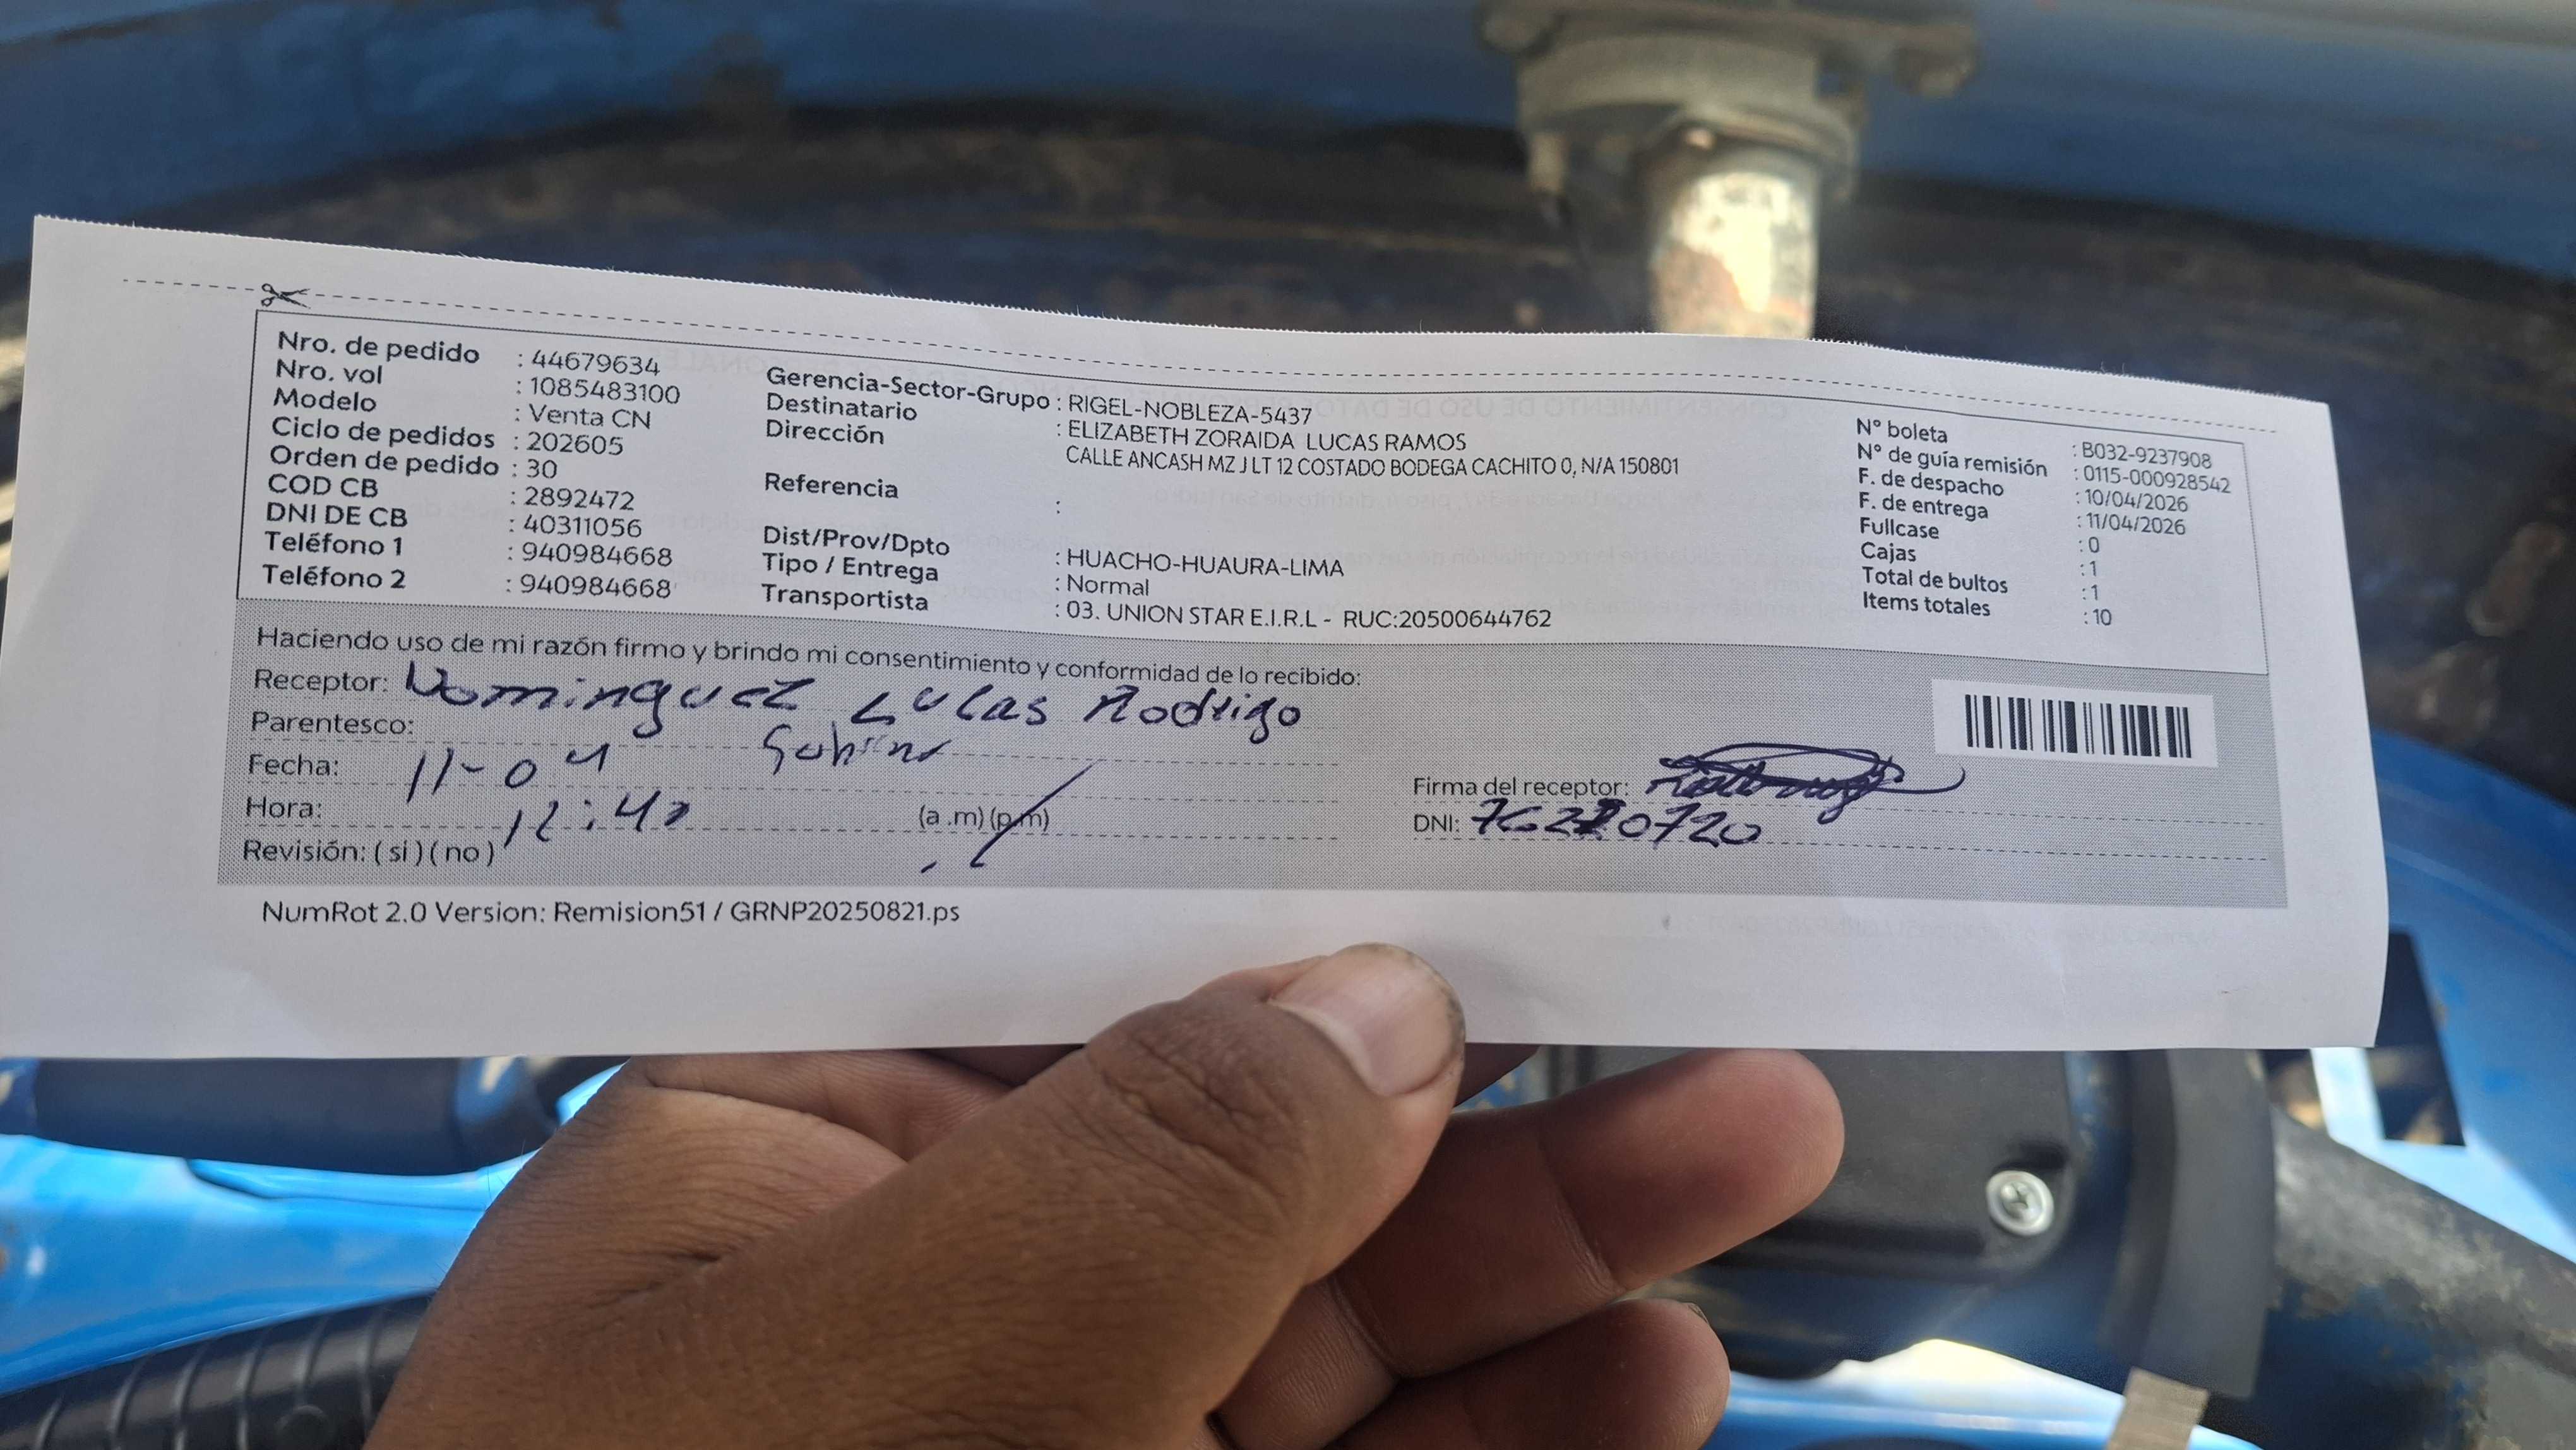 Nro. de pedido : 44679634
Nro. vol : 1085483100
Modelo : Venta CN
Ciclo de pedidos : 202605
Orden de pedido : 30
COD CB : 2892472
DNI DE CB : 40311056
Teléfono 1 : 940984668
Teléfono 2 : 940984668
Gerencia-Sector-Grupo : RIGEL-NOBLEZA-5437
Destinatario : ELIZABETH ZORAIDA LUCAS RAMOS
Dirección CALLE ANCASH MZ J LT 12 COSTADO BODEGA CACHITO 0, N/A 150801
Referencia :
Dist/Prov/Dpto : HUACHO-HUAURA-LIMA
Tipo / Entrega : Normal
Transportista : 03. UNION STAR E.I.R.L - RUC:20500644762
N° boleta : B032-9237908
N° de guía remisión : 0115-000928542
F. de despacho : 10/04/2026
F. de entrega : 11/04/2026
Fullcase : 0
Cajas : 1
Total de bultos : 1
Items totales : 10
Haciendo uso de mi razón firmo y brindo mi consentimiento y conformidad de lo recibido:
Receptor: Dominguez Lucas Rodrigo
Parentesco:
Fecha: 11-04
Hora: (a .m) (p.m)
Revisión: ( si ) ( no )
Firma del receptor:
DNI:
NumRot 2.0 Version: Remision51 / GRNP20250821.ps